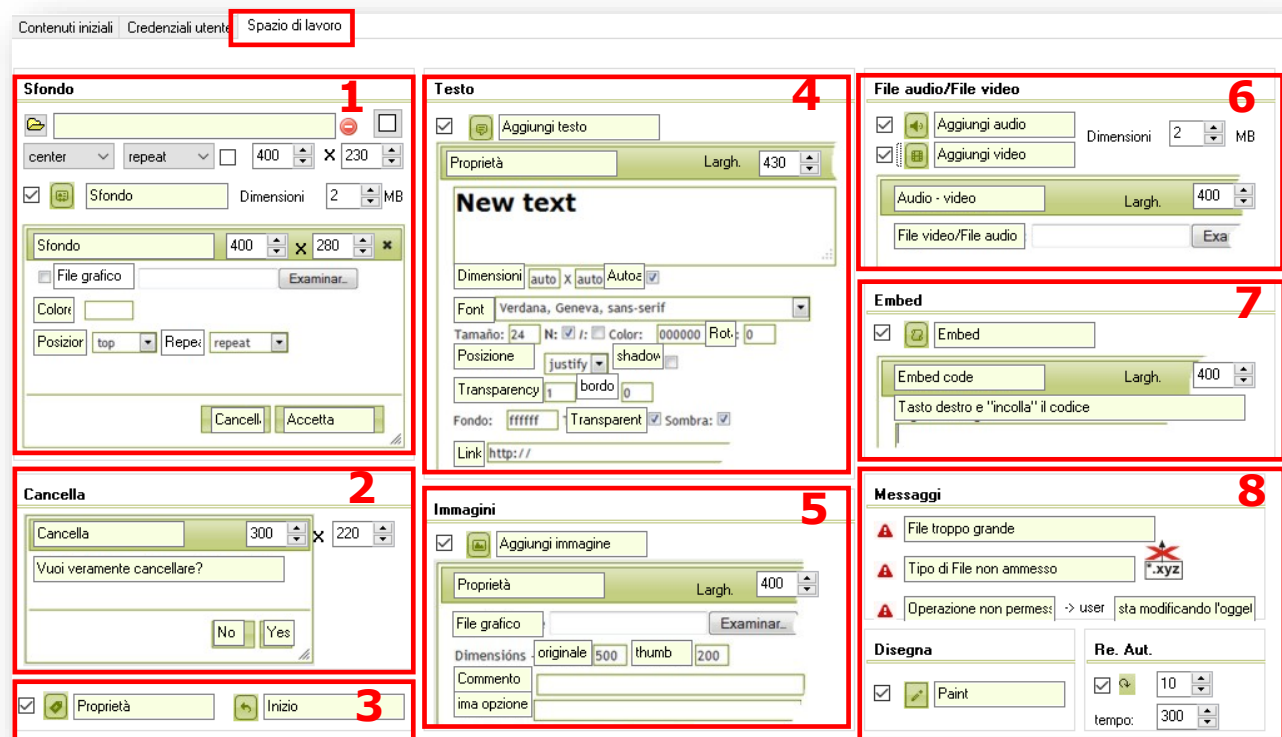 Contenuti iniziali
Credenziali utente
Spazio di lavoro
Sfondo
1
center
repeat
400 X 230
Sfondo
Dimensioni
2
MB
Sfondo
400 x 280
File grafico
Examinar..
Colore
Posizior
top
Repea
repeat
Cancella
Accetta
Cancella
2
Cancella
300 x 220
Vuoi veramente cancellare?
No
Yes
3
Proprietà
Inizio
Testo
4
Aggiungi testo
Proprietà
Largh. 430
New text
Dimensioni auto X auto
Font Verdana, Geneva, sans-serif
Tamaño: 24 N: I: Color: 000000 Rot. : 0
Posizione justify shadow
Transparency 1 bordo 0
Fondo: ffffff Transparent Sombra:
Link http://
Immagini
5
Aggiungi immagine
Proprietà
Largh. 400
File grafico
Examinar..
Dimensións originale 500 thumb 200
Commento
ima opzione
File audio/File video
6
Aggiungi audio
Aggiungi video
Dimensioni 2 MB
Audio - video
Largh. 400
File video/File audio
Exa
Embed
7
Embed
Embed code
Largh. 400
Tasto destro e "incolla" il codice
Messaggi
8
File troppo grande
Tipo di File non ammesso
*.xyz
Operazione non permess -> user sta modificando l'ogget
Disegna
Paint
Re. Aut.
10
tempo: 300